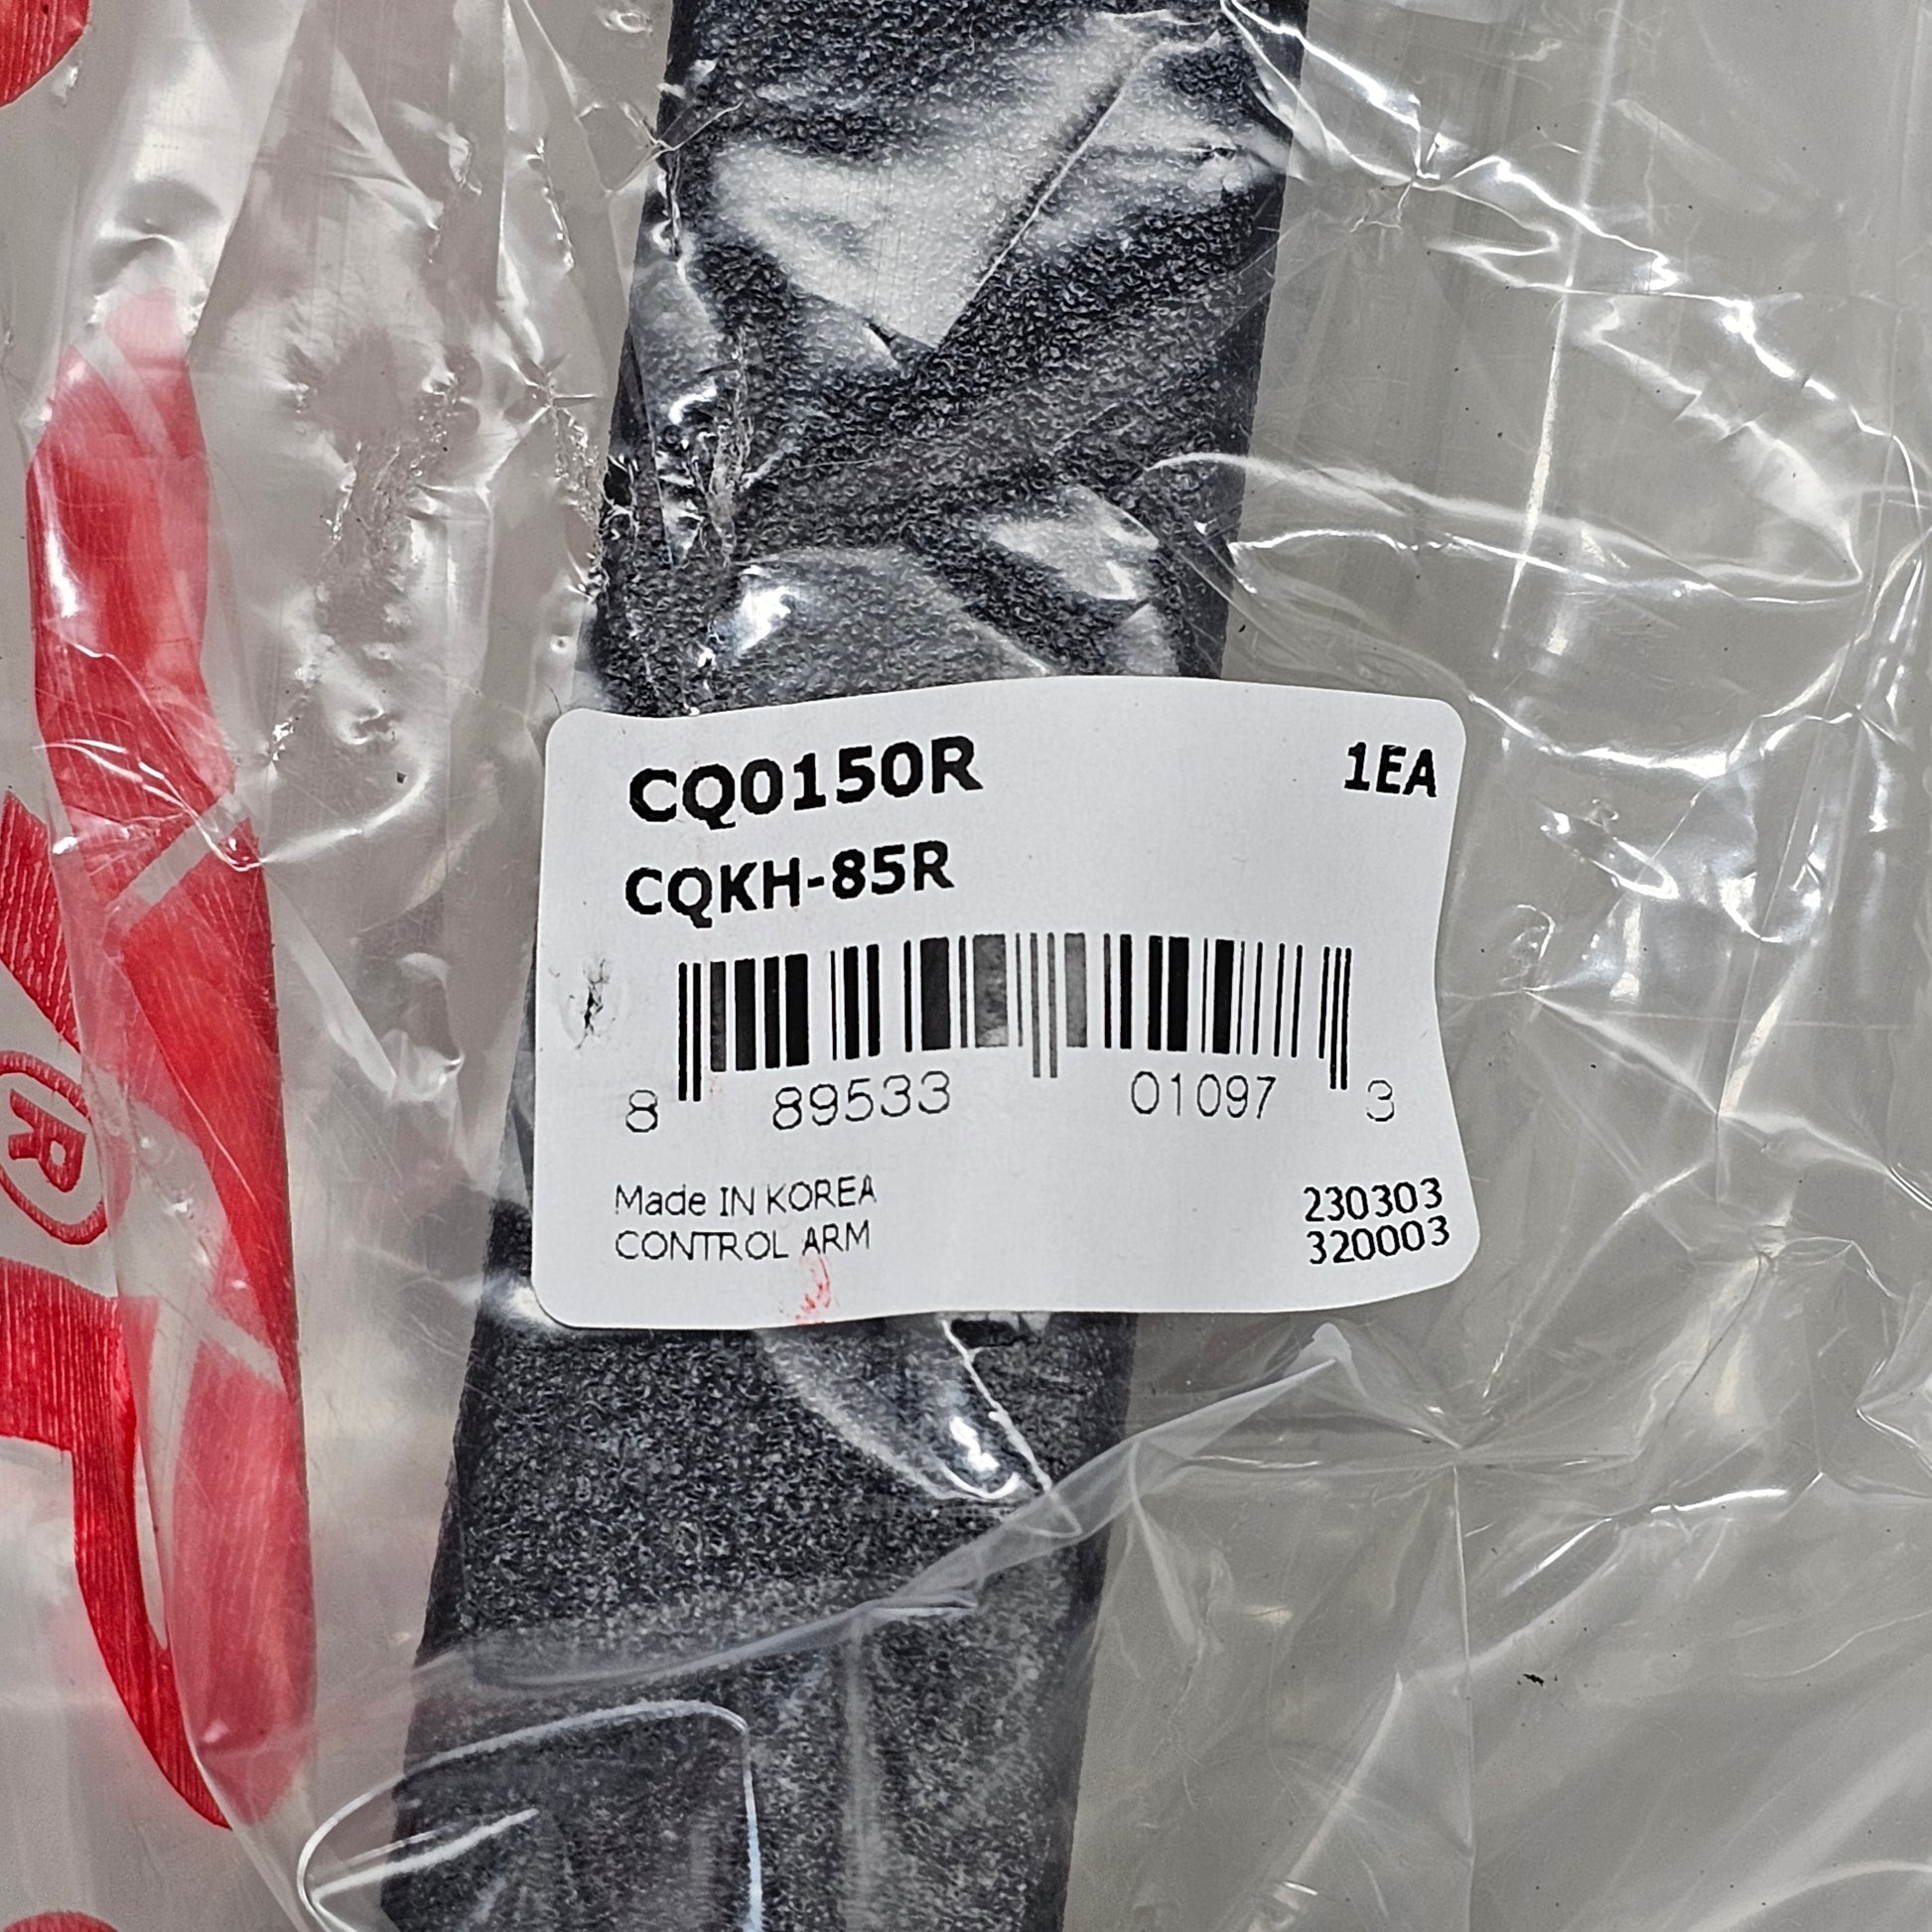 CQ0150R 1EA
CQKH-85R
8 89533 01097 3
Made IN KOREA 230303
CONTROL ARM 320003
®